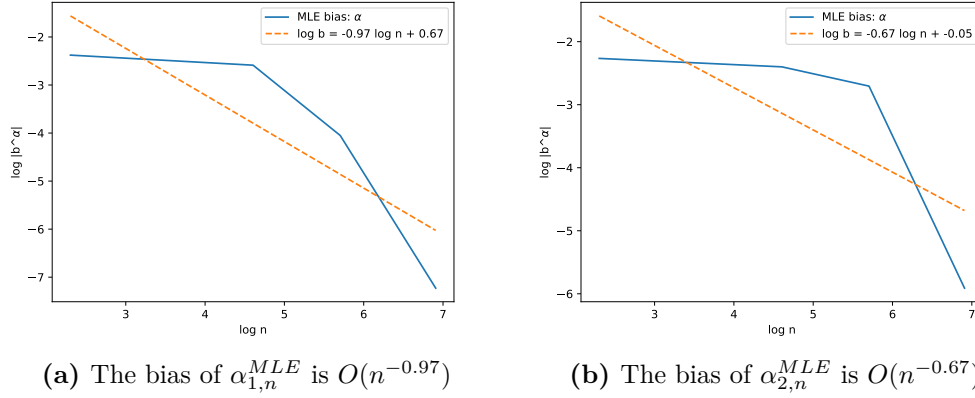 MLE bias: α
log b = -0.97 log n + 0.67
log |b^α|
−2
−3
−4
−5
−6
−7
3
4
5
6
7
log n
(a) The bias of α_{1,n}^{MLE} is O(n^{−0.97})
MLE bias: α
log b = -0.67 log n + -0.05
log |b^α|
−2
−3
−4
−5
−6
3
4
5
6
7
log n
(b) The bias of α_{2,n}^{MLE} is O(n^{−0.67})